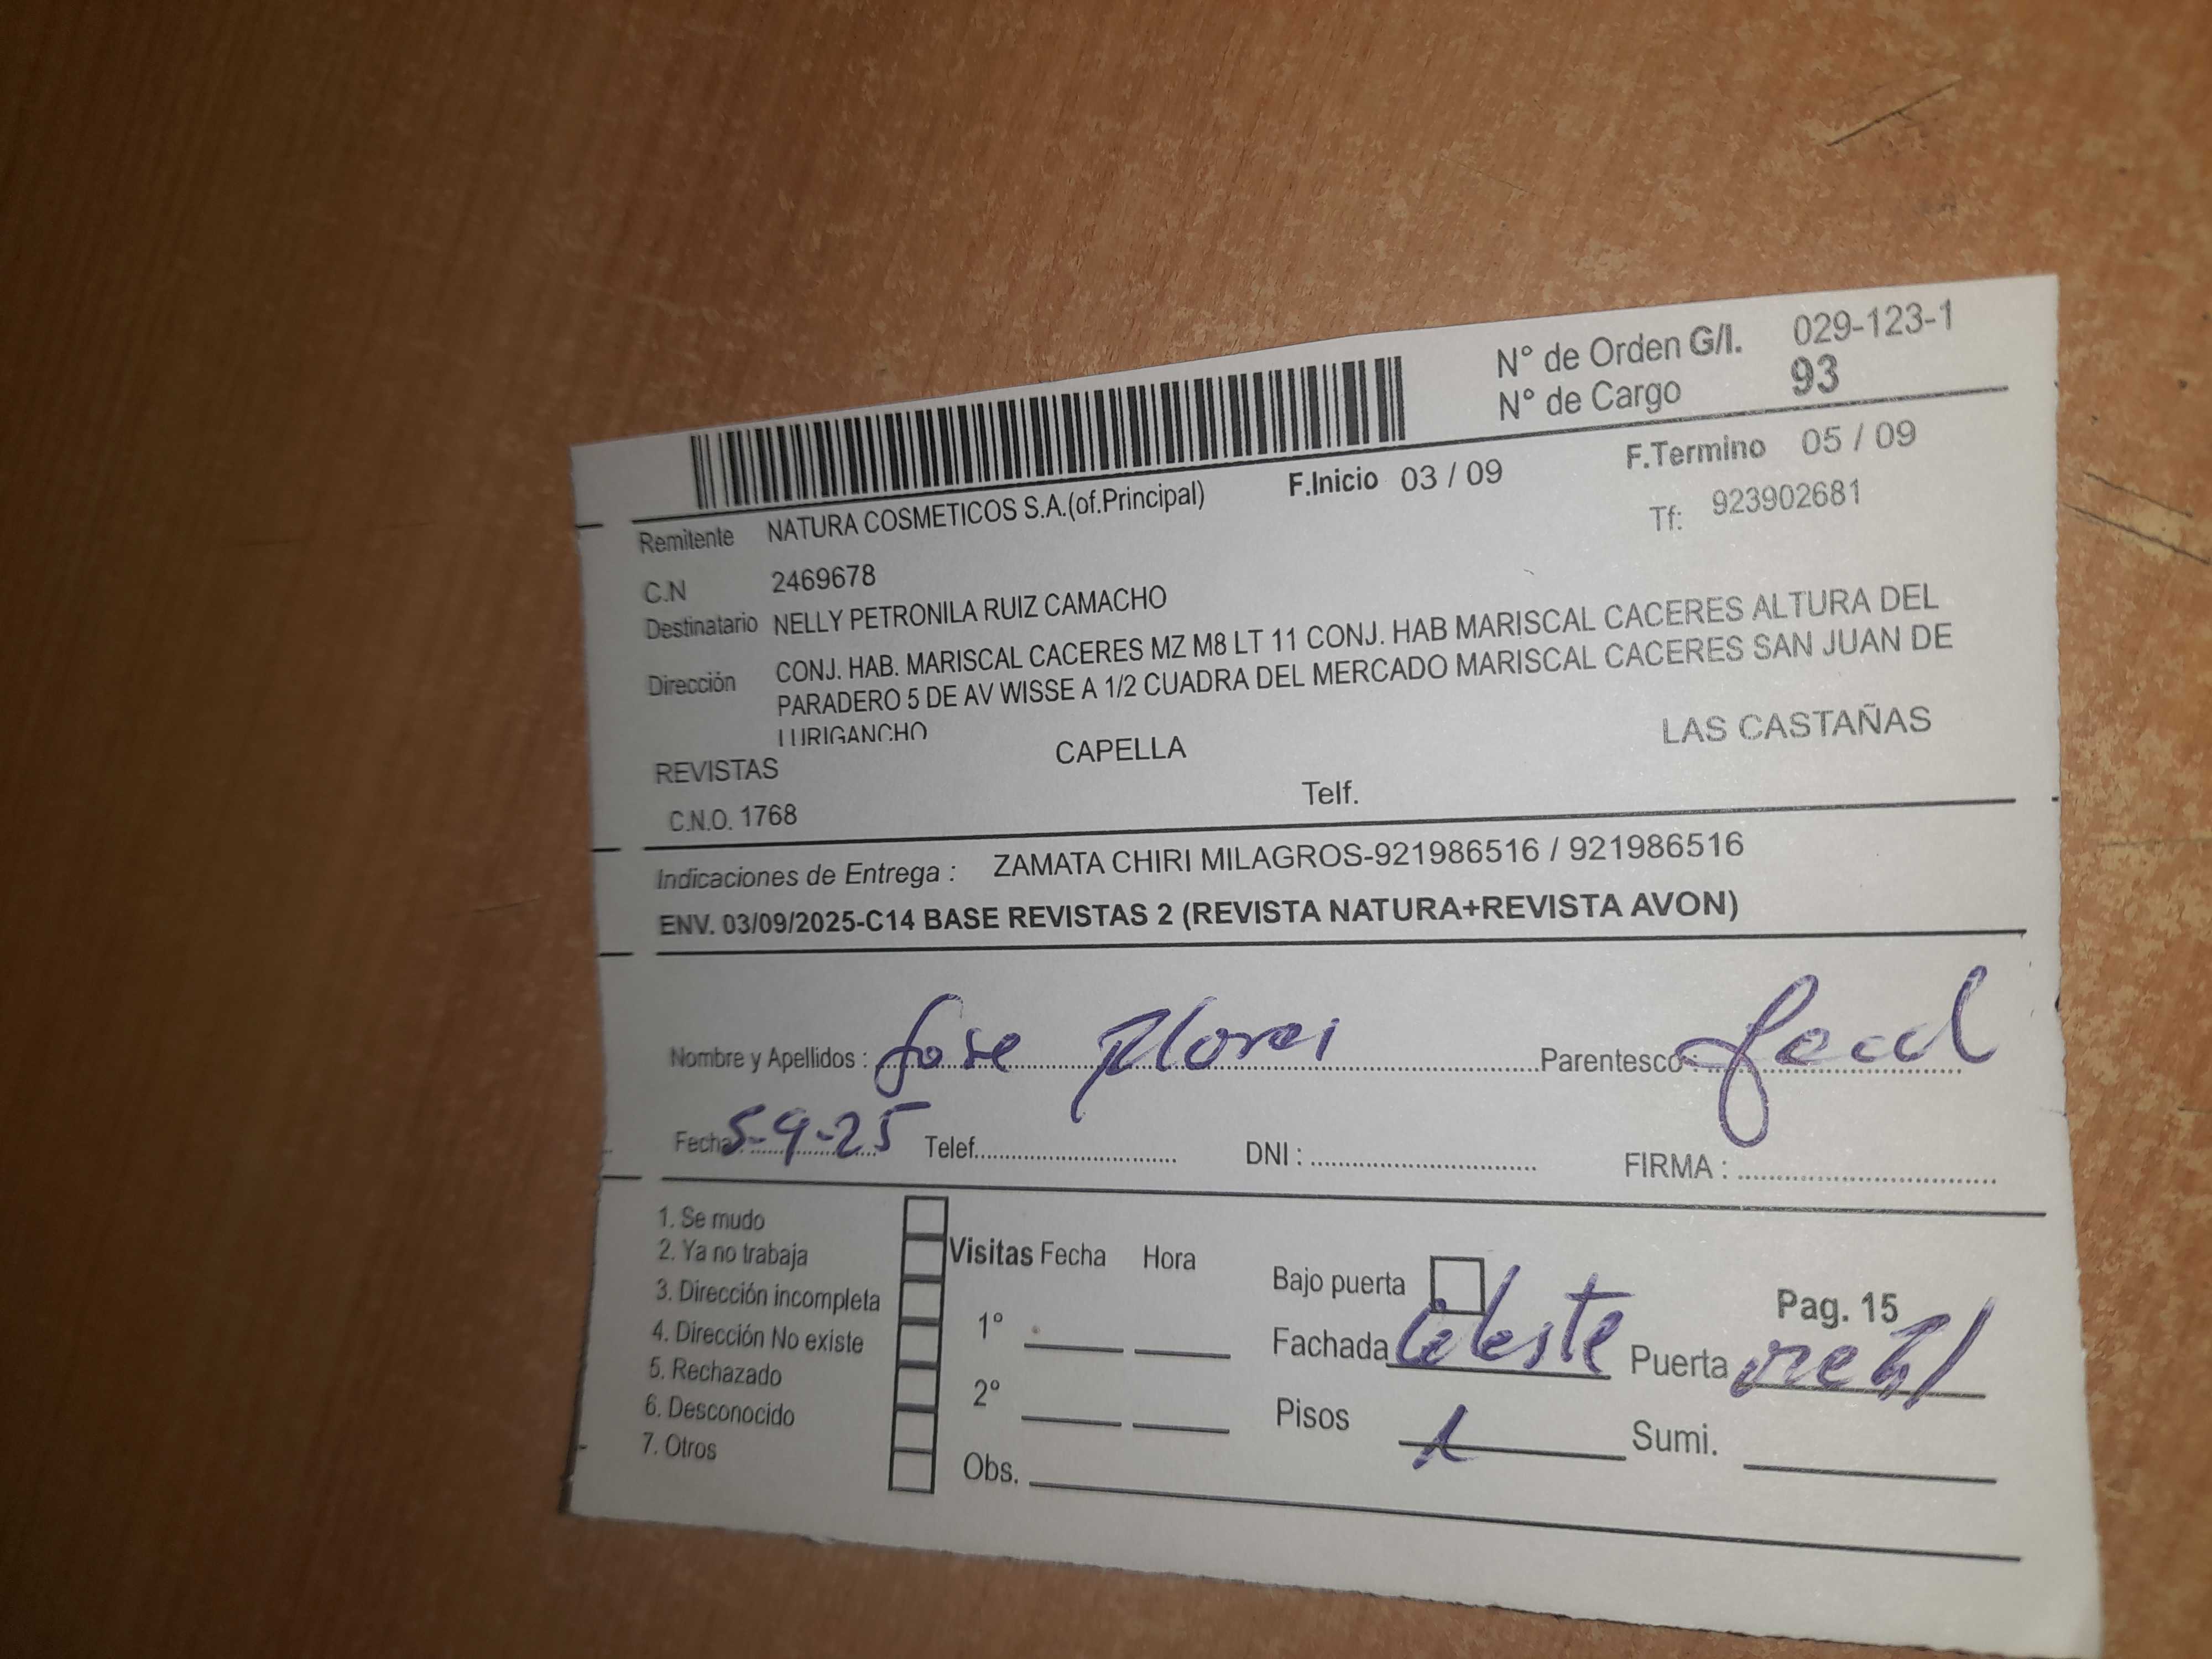 N° de Orden G/I. 029-123-1
N° de Cargo 93
F.Inicio 03 / 09 F.Termino 05 / 09
Remitente NATURA COSMETICOS S.A.(of.Principal) Tf: 923902681
C.N 2469678
Destinatario NELLY PETRONILA RUIZ CAMACHO
Dirección CONJ. HAB. MARISCAL CACERES MZ M8 LT 11 CONJ. HAB MARISCAL CACERES ALTURA DEL
PARADERO 5 DE AV WISSE A 1/2 CUADRA DEL MERCADO MARISCAL CACERES SAN JUAN DE
LURIGANCHO
REVISTAS CAPELLA LAS CASTAÑAS
C.N.O. 1768 Telf.
Indicaciones de Entrega : ZAMATA CHIRI MILAGROS-921986516 / 921986516
ENV. 03/09/2025-C14 BASE REVISTAS 2 (REVISTA NATURA+REVISTA AVON)
Nombre y Apellidos : Jose Flores Parentesco :
Fecha : 5-9-25 Telef. DNI : FIRMA :
1. Se mudo
2. Ya no trabaja
3. Dirección incompleta
4. Dirección No existe
5. Rechazado
6. Desconocido
7. Otros
Visitas Fecha Hora
1°
2°
Obs.
Bajo puerta Pag. 15
Fachada Celeste Puerta
Pisos 1 Sumi.